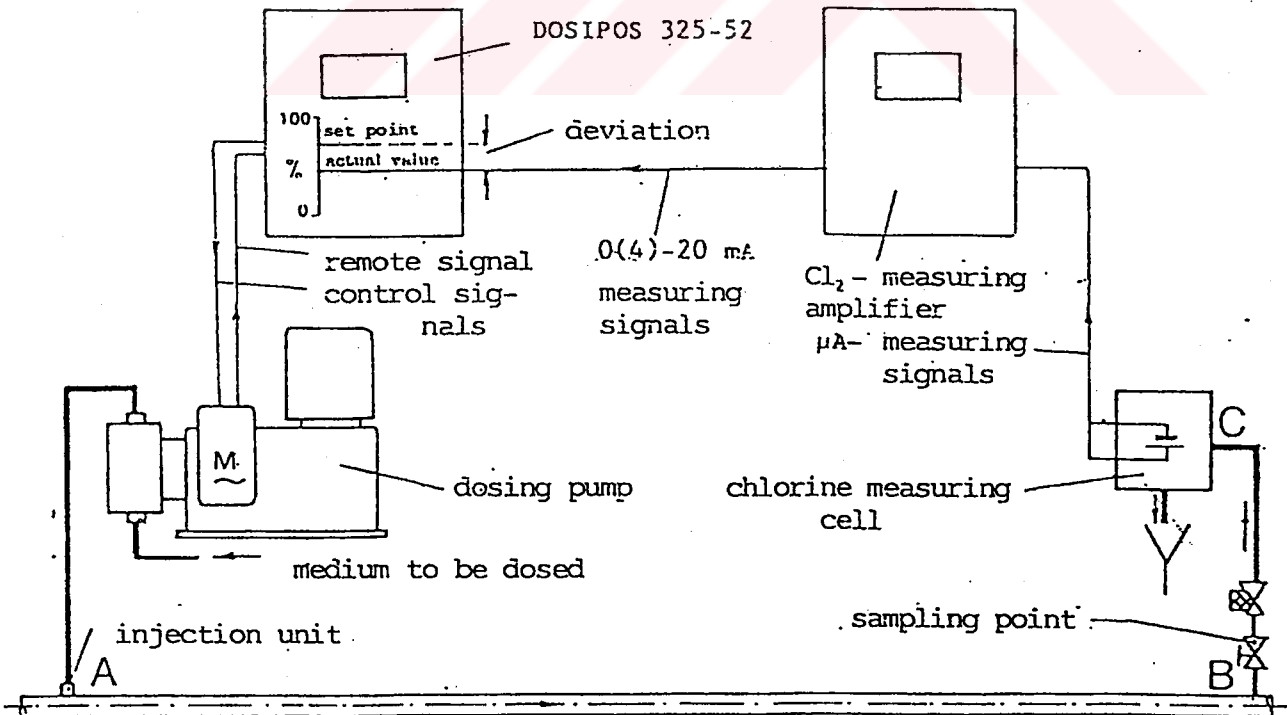 DOSIPOS 325-52
100
set point
deviation
actual value
%
0
remote signal
control sig-
nals
0(4)-20 mA
measuring
signals
Cl₂- measuring
amplifier
µA- measuring
signals
C
M
~
dosing pump
chlorine measuring
cell
medium to be dosed
sampling point
injection unit
A
B